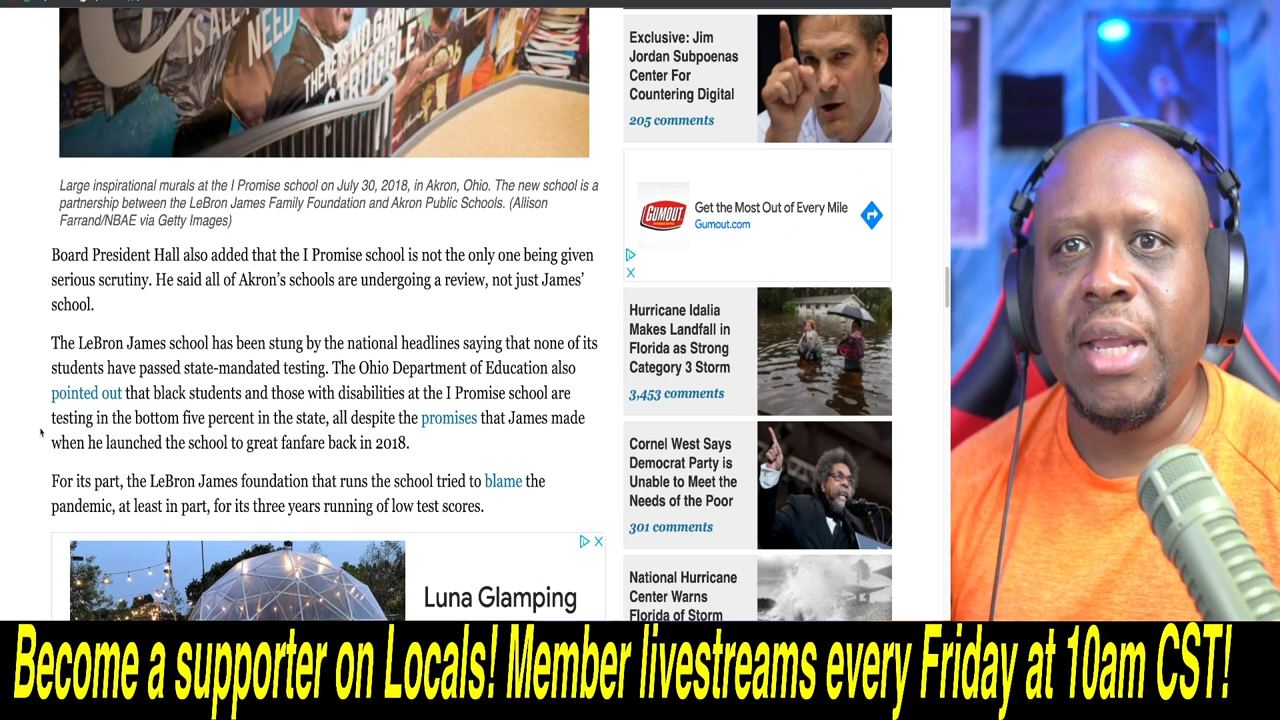 IS ALL
NEED
THERE IS NO GAIN
STRUGGLE.
Large inspirational murals at the I Promise school on July 30, 2018, in Akron, Ohio. The new school is a
partnership between the LeBron James Family Foundation and Akron Public Schools. (Allison
Farrand/NBAE via Getty Images)
Board President Hall also added that the I Promise school is not the only one being given
serious scrutiny. He said all of Akron’s schools are undergoing a review, not just James’
school.
The LeBron James school has been stung by the national headlines saying that none of its
students have passed state-mandated testing. The Ohio Department of Education also
pointed out that black students and those with disabilities at the I Promise school are
testing in the bottom five percent in the state, all despite the promises that James made
when he launched the school to great fanfare back in 2018.
For its part, the LeBron James foundation that runs the school tried to blame the
pandemic, at least in part, for its three years running of low test scores.
Luna Glamping
Exclusive: Jim
Jordan Subpoenas
Center For
Countering Digital
205 comments
GUMOUT
Get the Most Out of Every Mile
Gumout.com
Hurricane Idalia
Makes Landfall in
Florida as Strong
Category 3 Storm
3,453 comments
Cornel West Says
Democrat Party is
Unable to Meet the
Needs of the Poor
301 comments
National Hurricane
Center Warns
Florida of Storm
Become a supporter on Locals! Member livestreams every Friday at 10am CST!